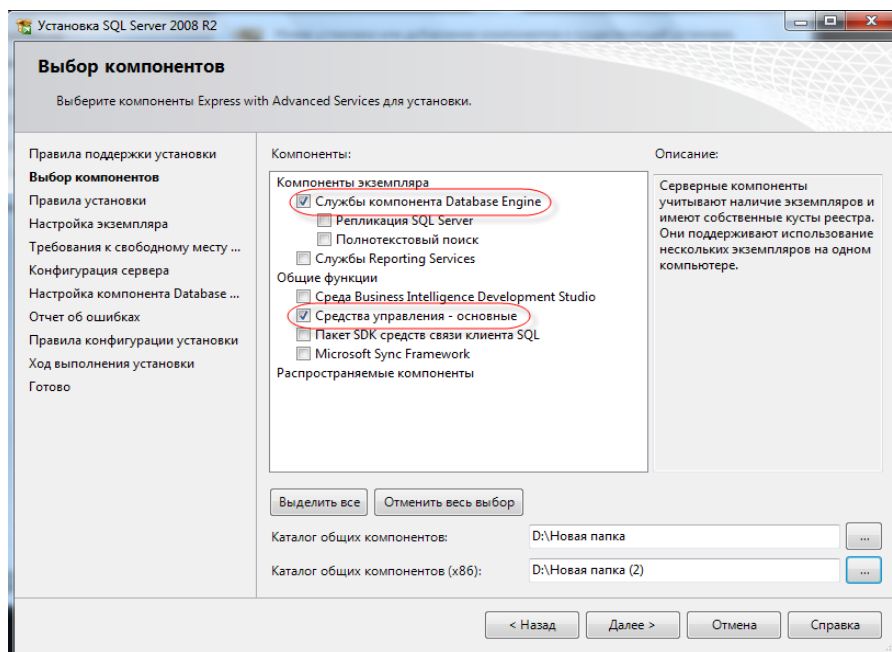 Установка SQL Server 2008 R2
Выбор компонентов
Выберите компоненты Express with Advanced Services для установки.
Правила поддержки установки
Выбор компонентов
Правила установки
Настройка экземпляра
Требования к свободному месту ...
Конфигурация сервера
Настройка компонента Database ...
Отчет об ошибках
Правила конфигурации установки
Ход выполнения установки
Готово
Компоненты:
Компоненты экземпляра
Службы компонента Database Engine
Репликация SQL Server
Полнотекстовый поиск
Службы Reporting Services
Общие функции
Среда Business Intelligence Development Studio
Средства управления - основные
Пакет SDK средств связи клиента SQL
Microsoft Sync Framework
Распространяемые компоненты
Описание:
Серверные компоненты
учитывают наличие экземпляров и
имеют собственные кусты реестра.
Они поддерживают использование
нескольких экземпляров на одном
компьютере.
Выделить все
Отменить весь выбор
Каталог общих компонентов:
D:\Новая папка
...
Каталог общих компонентов (x86):
D:\Новая папка (2)
...
< Назад
Далее >
Отмена
Справка